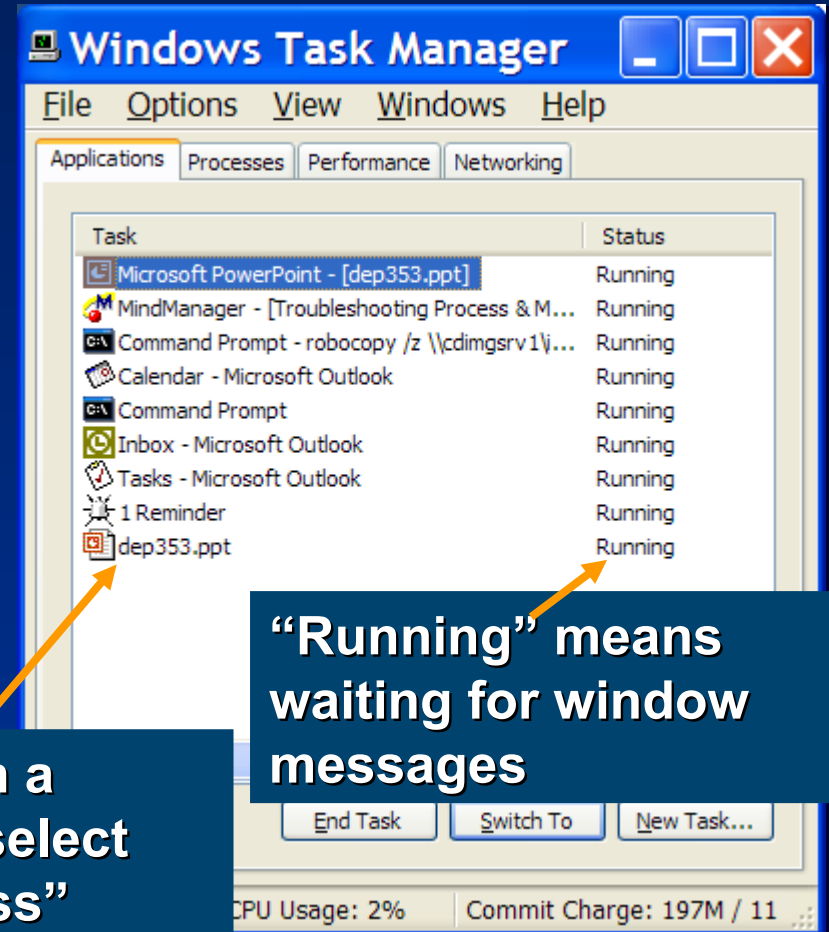 Windows Task Manager
File Options View Windows Help
Applications Processes Performance Networking
Task Status
Microsoft PowerPoint - [dep353.ppt] Running
MindManager - [Troubleshooting Process & M... Running
Command Prompt - robocopy /z \\cdimgsrv1\j... Running
Calendar - Microsoft Outlook Running
Command Prompt Running
Inbox - Microsoft Outlook Running
Tasks - Microsoft Outlook Running
1 Reminder Running
dep353.ppt Running
“Running” means
waiting for window
messages
a
select
ss”
End Task Switch To New Task...
CPU Usage: 2% Commit Charge: 197M / 11